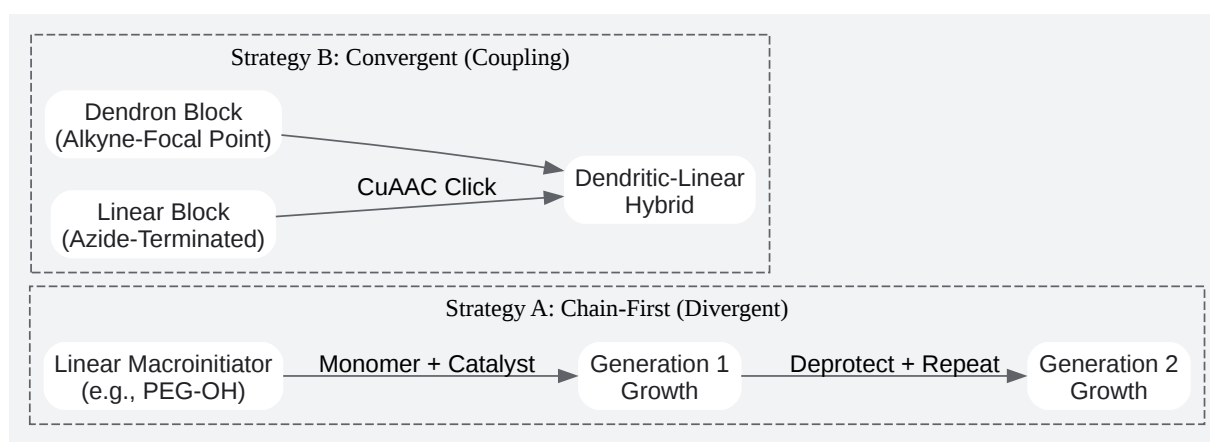 Strategy B: Convergent (Coupling)
Dendron Block
(Alkyne-Focal Point)
CuAAC Click
Linear Block
(Azide-Terminated)
Dendritic-Linear
Hybrid
Strategy A: Chain-First (Divergent)
Linear Macroinitiator
(e.g., PEG-OH)
Monomer + Catalyst
Generation 1
Growth
Deprotect + Repeat
Generation 2
Growth